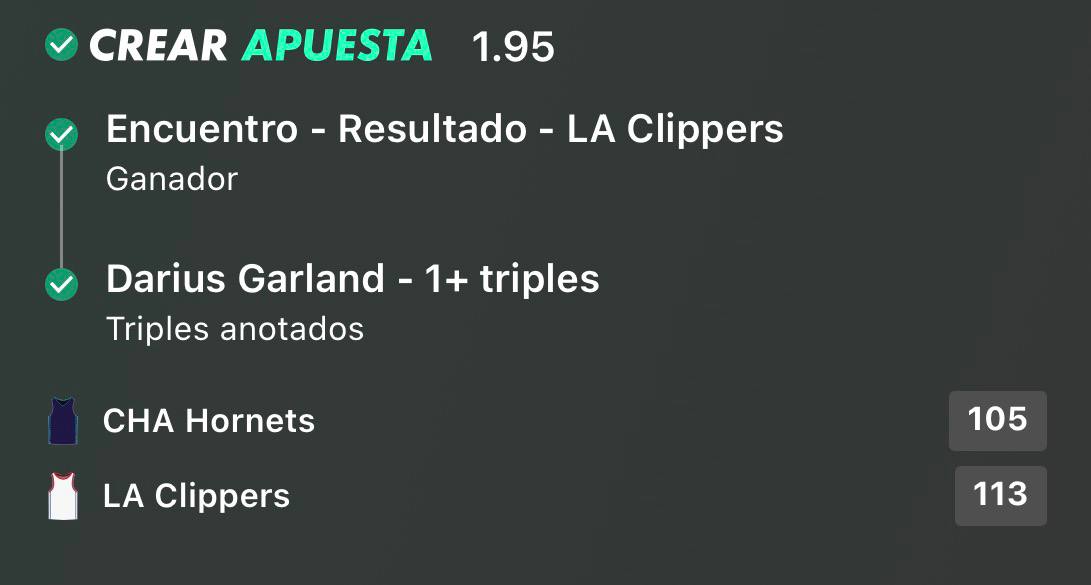 CREAR APUESTA 1.95
Encuentro - Resultado - LA Clippers
Ganador
Darius Garland - 1+ triples
Triples anotados
CHA Hornets 105
LA Clippers 113